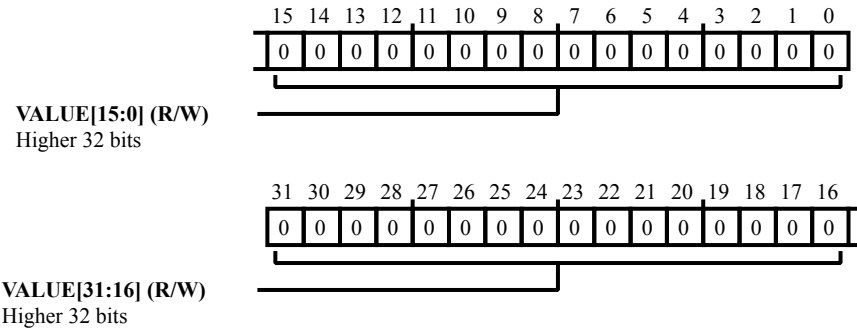 15 14 13 12 11 10 9 8 7 6 5 4 3 2 1 0
0 0 0 0 0 0 0 0 0 0 0 0 0 0 0 0
VALUE[15:0] (R/W)
Higher 32 bits
31 30 29 28 27 26 25 24 23 22 21 20 19 18 17 16
0 0 0 0 0 0 0 0 0 0 0 0 0 0 0 0
VALUE[31:16] (R/W)
Higher 32 bits